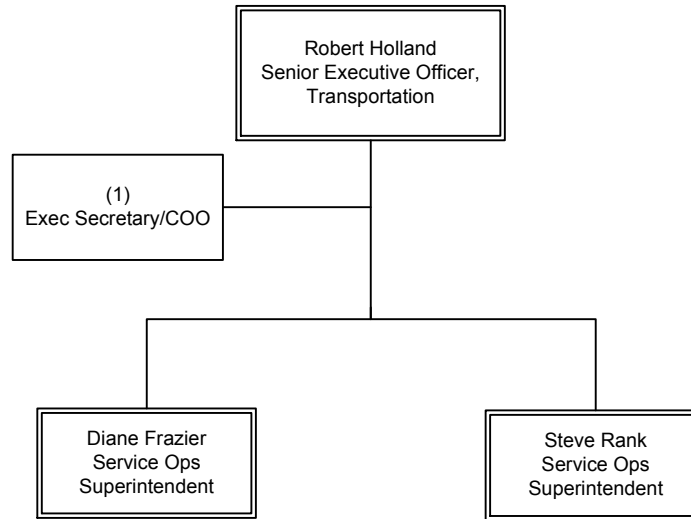 Robert Holland
Senior Executive Officer,
Transportation
(1)
Exec Secretary/COO
Diane Frazier
Service Ops
Superintendent
Steve Rank
Service Ops
Superintendent